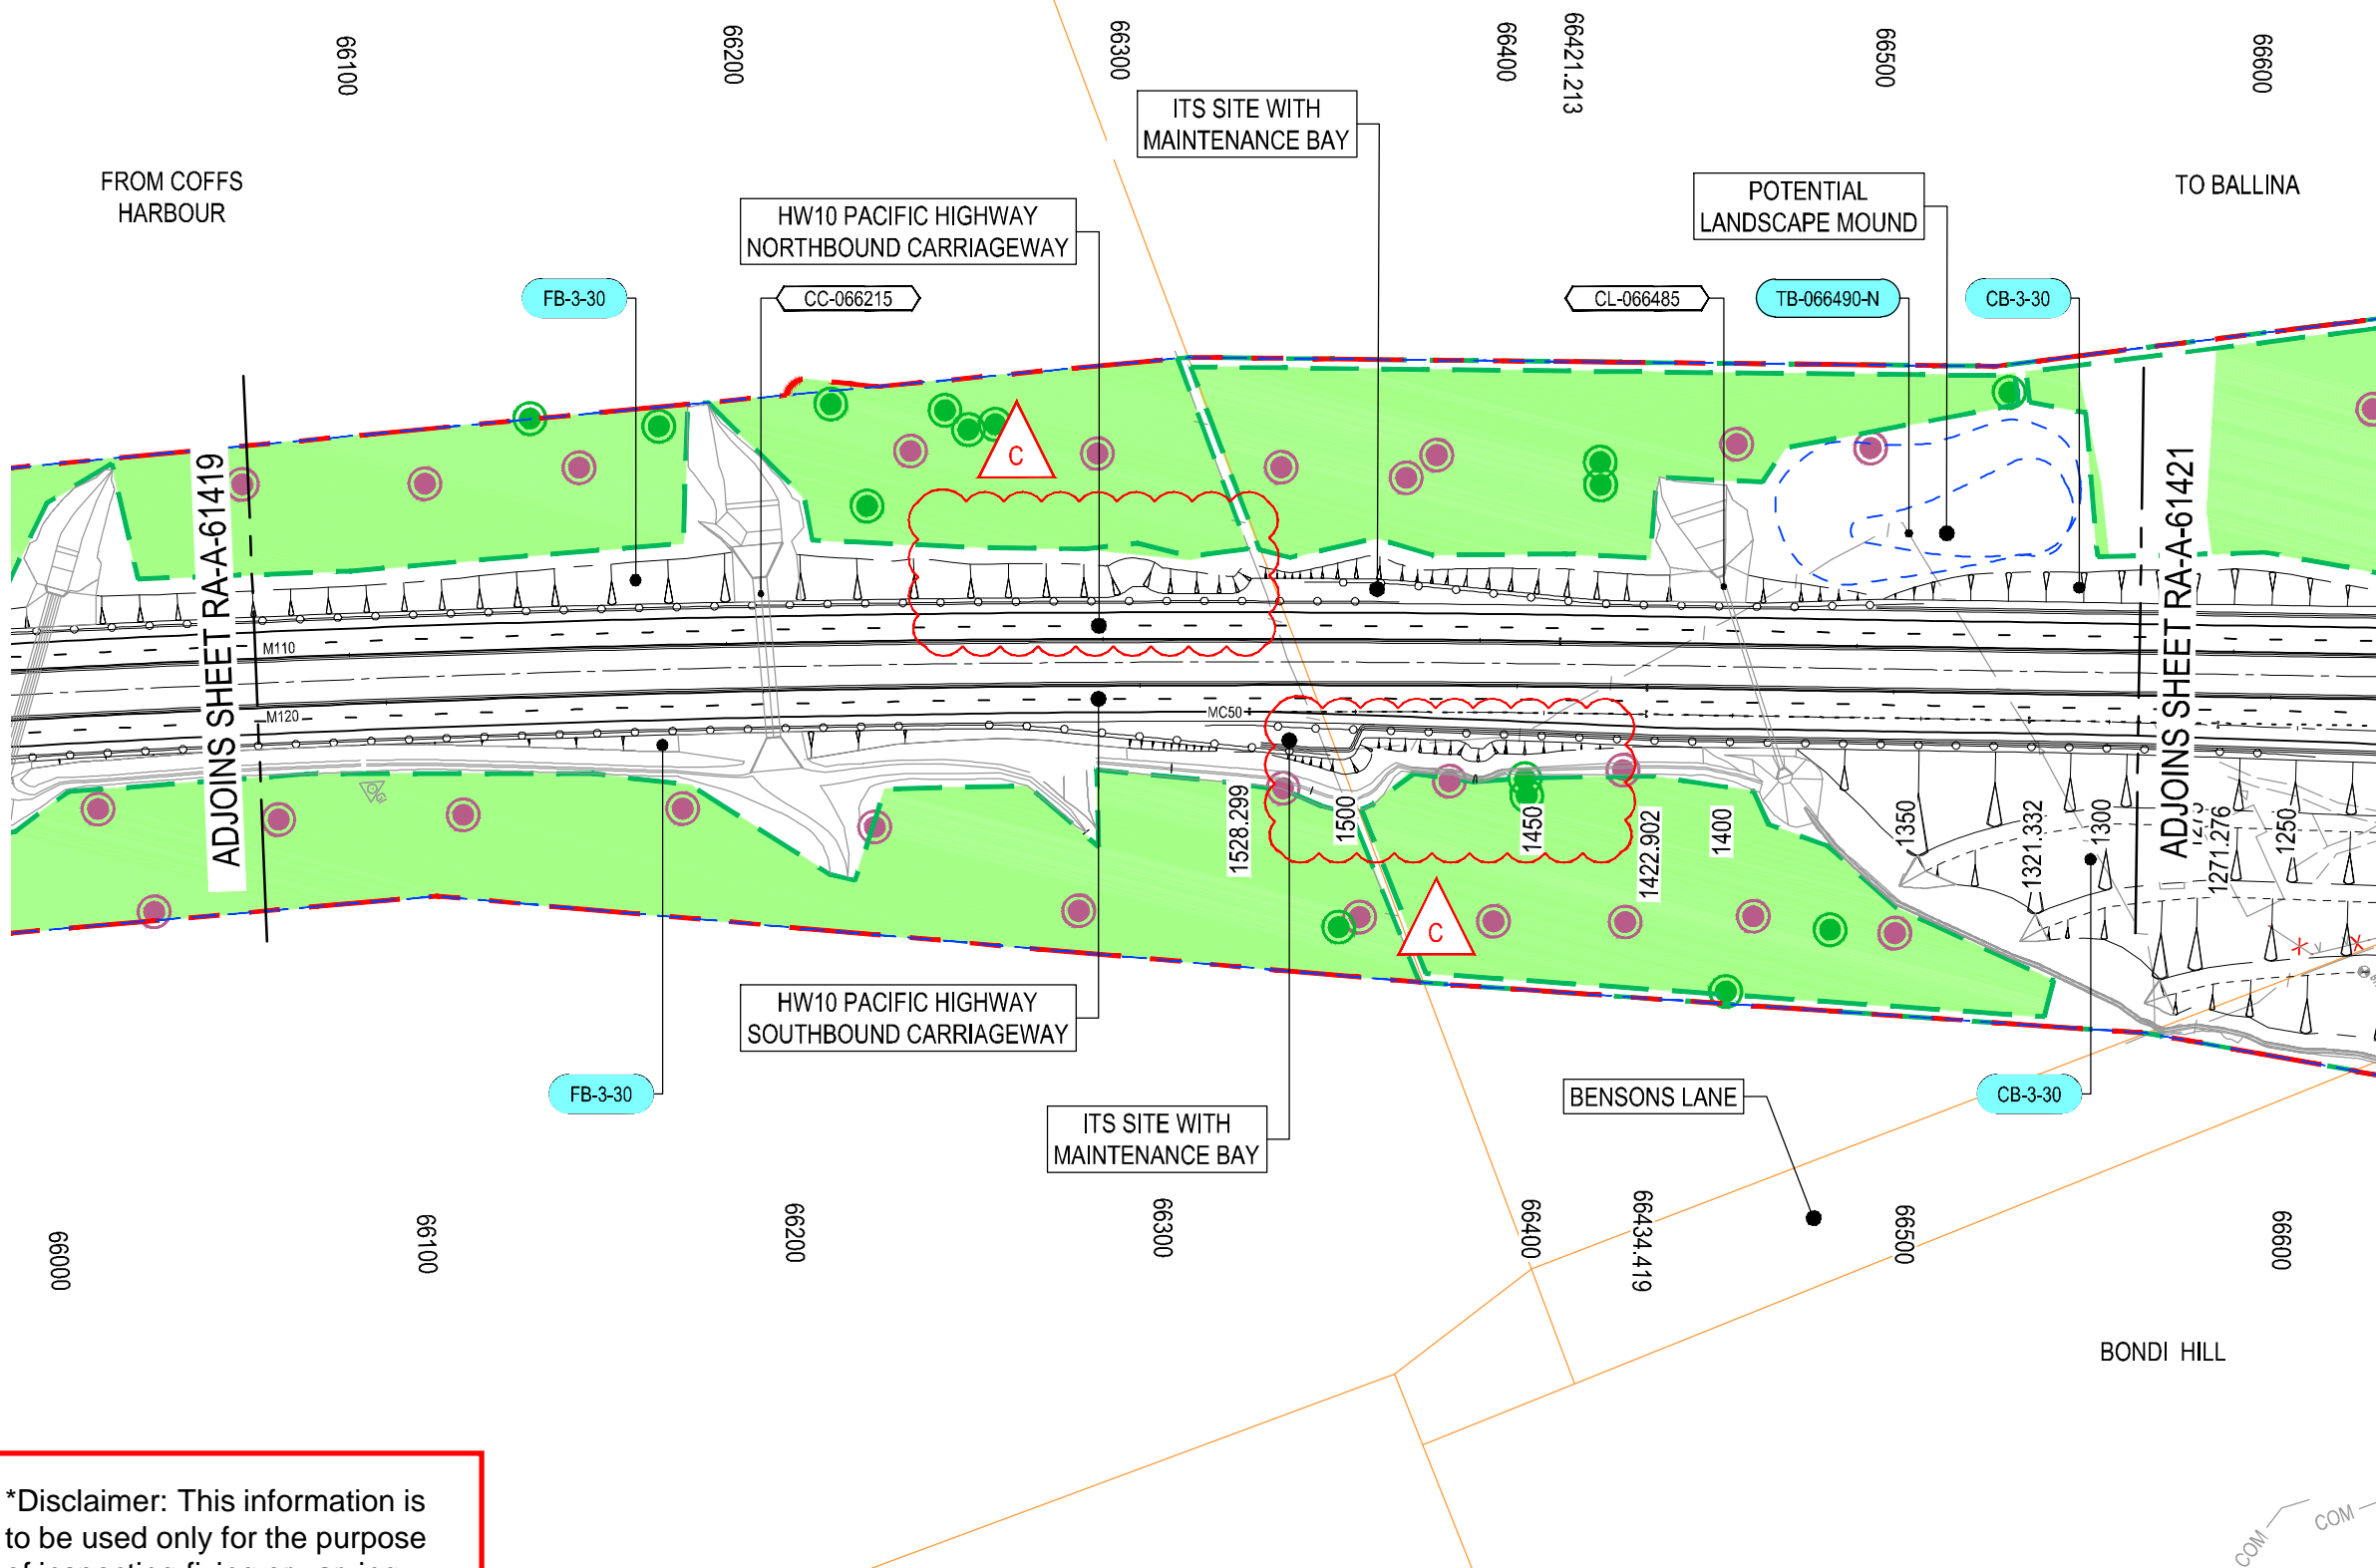 66100
66200
66300
66400
66421.213
66500
66600
FROM COFFS
HARBOUR
ITS SITE WITH
MAINTENANCE BAY
TO BALLINA
HW10 PACIFIC HIGHWAY
NORTHBOUND CARRIAGEWAY
POTENTIAL
LANDSCAPE MOUND
FB-3-30
CC-066215
CL-066485
TB-066490-N
CB-3-30
C
ADJOINS SHEET RA-A-61419
ADJOINS SHEET RA-A-61421
M110
M120
MC50
1528.299
1500
1450
1422.902
1400
1350
1321.332
1300
1275
1271.276
1250
C
HW10 PACIFIC HIGHWAY
SOUTHBOUND CARRIAGEWAY
FB-3-30
ITS SITE WITH
MAINTENANCE BAY
BENSONS LANE
CB-3-30
66000
66100
66200
66300
66400
66434.419
66500
66600
BONDI HILL
*Disclaimer: This information is
to be used only for the purpose
COM
COM